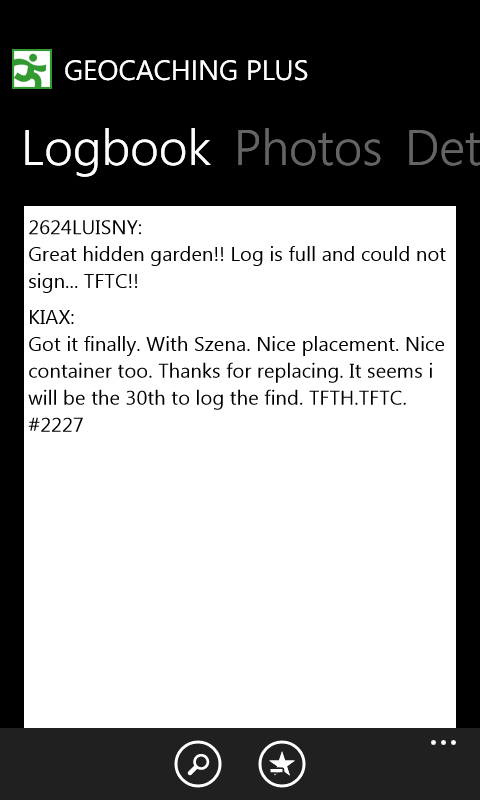 GEOCACHING PLUS
Logbook Photos Det
2624LUISNY:
Great hidden garden!! Log is full and could not
sign... TFTC!!
KIAX:
Got it finally. With Szena. Nice placement. Nice
container too. Thanks for replacing. It seems i
will be the 30th to log the find. TFTH.TFTC.
#2227